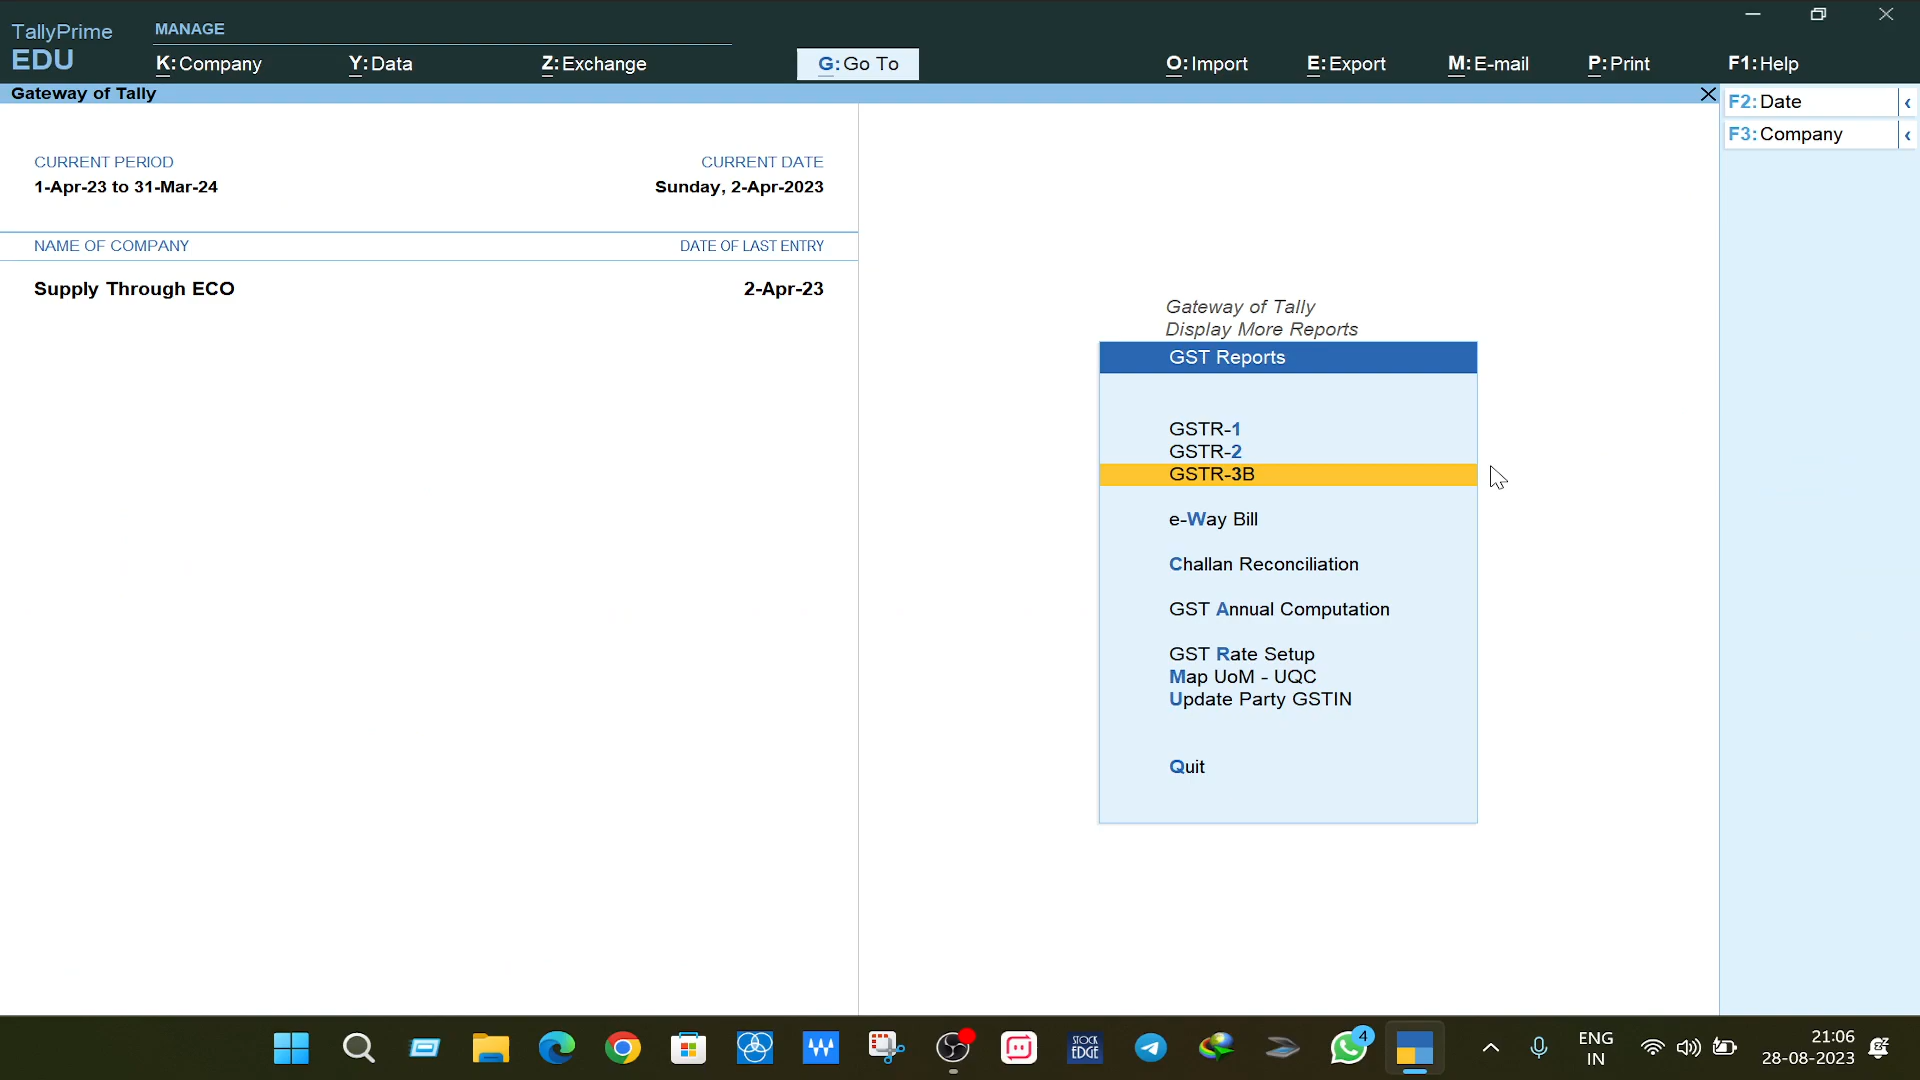 TallyPrime
EDU
MANAGE
K: Company
Y: Data
Z: Exchange
G: Go To
O: Import
E: Export
M: E-mail
P: Print
F1: Help
Gateway of Tally
F2: Date
F3: Company
CURRENT PERIOD
CURRENT DATE
1-Apr-23 to 31-Mar-24
Sunday, 2-Apr-2023
NAME OF COMPANY
DATE OF LAST ENTRY
Supply Through ECO
2-Apr-23
Gateway of Tally
Display More Reports
GST Reports
GSTR-1
GSTR-2
GSTR-3B
e-Way Bill
Challan Reconciliation
GST Annual Computation
GST Rate Setup
Map UoM - UQC
Update Party GSTIN
Quit
STOCK
EDGE
4
ENG
IN
21:06
28-08-2023